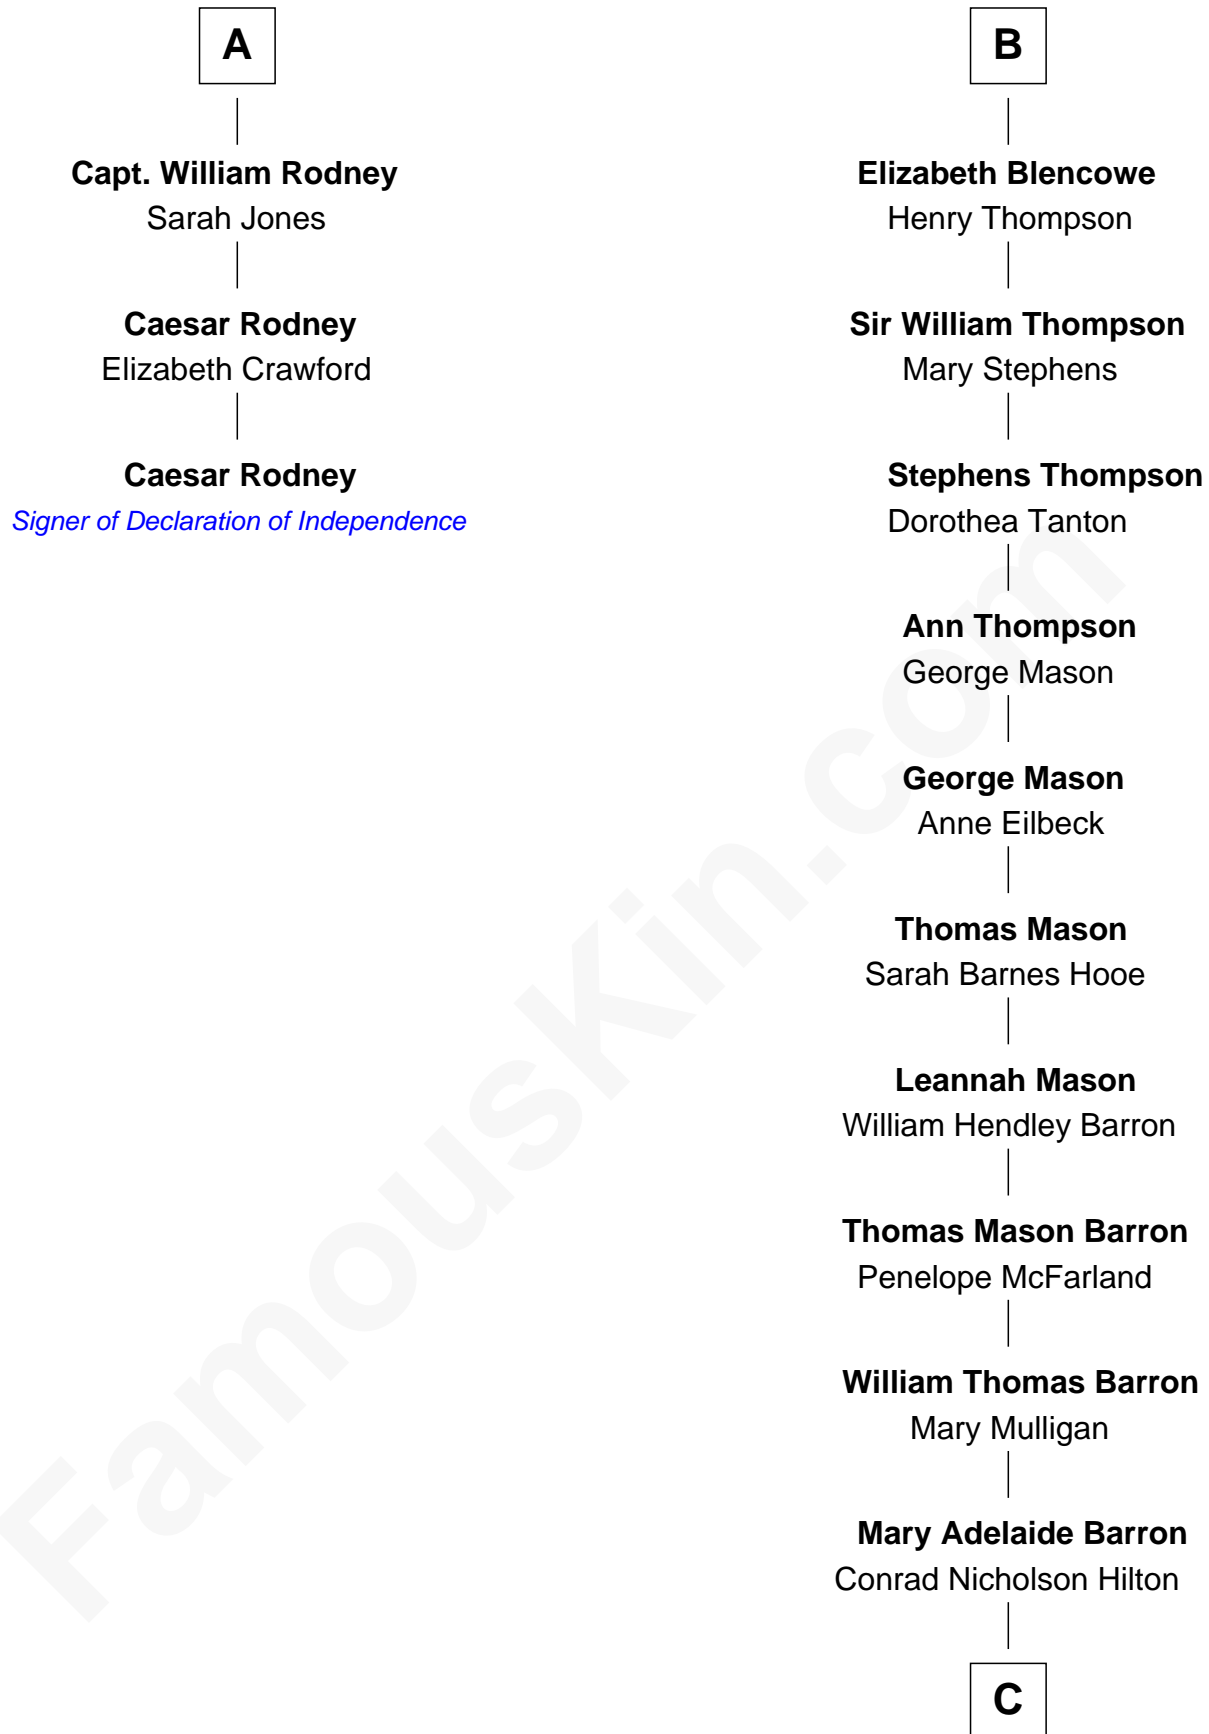 A
Capt. William Rodney
Sarah Jones
Caesar Rodney
Elizabeth Crawford
Caesar Rodney
Signer of Declaration of Independence
B
Elizabeth Blencowe
Henry Thompson
Sir William Thompson
Mary Stephens
Stephens Thompson
Dorothea Tanton
Ann Thompson
George Mason
George Mason
Anne Eilbeck
Thomas Mason
Sarah Barnes Hooe
Leannah Mason
William Hendley Barron
Thomas Mason Barron
Penelope McFarland
William Thomas Barron
Mary Mulligan
Mary Adelaide Barron
Conrad Nicholson Hilton
C
FamousKin.com